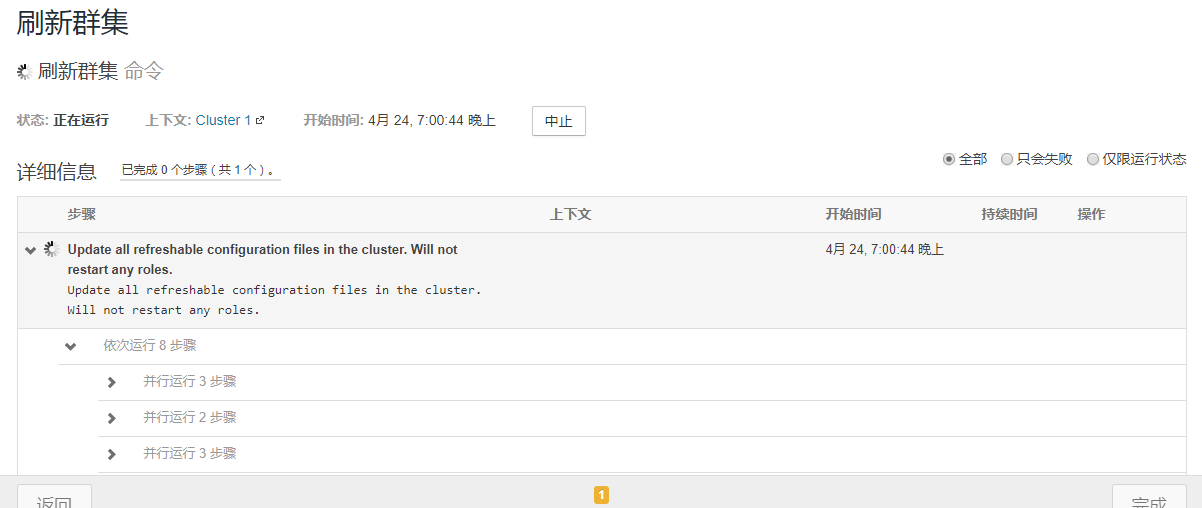 刷新群集
刷新群集 命令
状态: 正在运行 上下文: Cluster 1 开始时间: 4月 24, 7:00:44 晚上 中止
详细信息 已完成 0 个步骤 ( 共 1 个 ) 。 全部 只会失败 仅限运行状态
步骤 上下文 开始时间 持续时间 操作
Update all refreshable configuration files in the cluster. Will not 4月 24, 7:00:44 晚上
restart any roles.
Update all refreshable configuration files in the cluster.
Will not restart any roles.
依次运行 8 步骤
并行运行 3 步骤
并行运行 2 步骤
并行运行 3 步骤
返回 1 完成